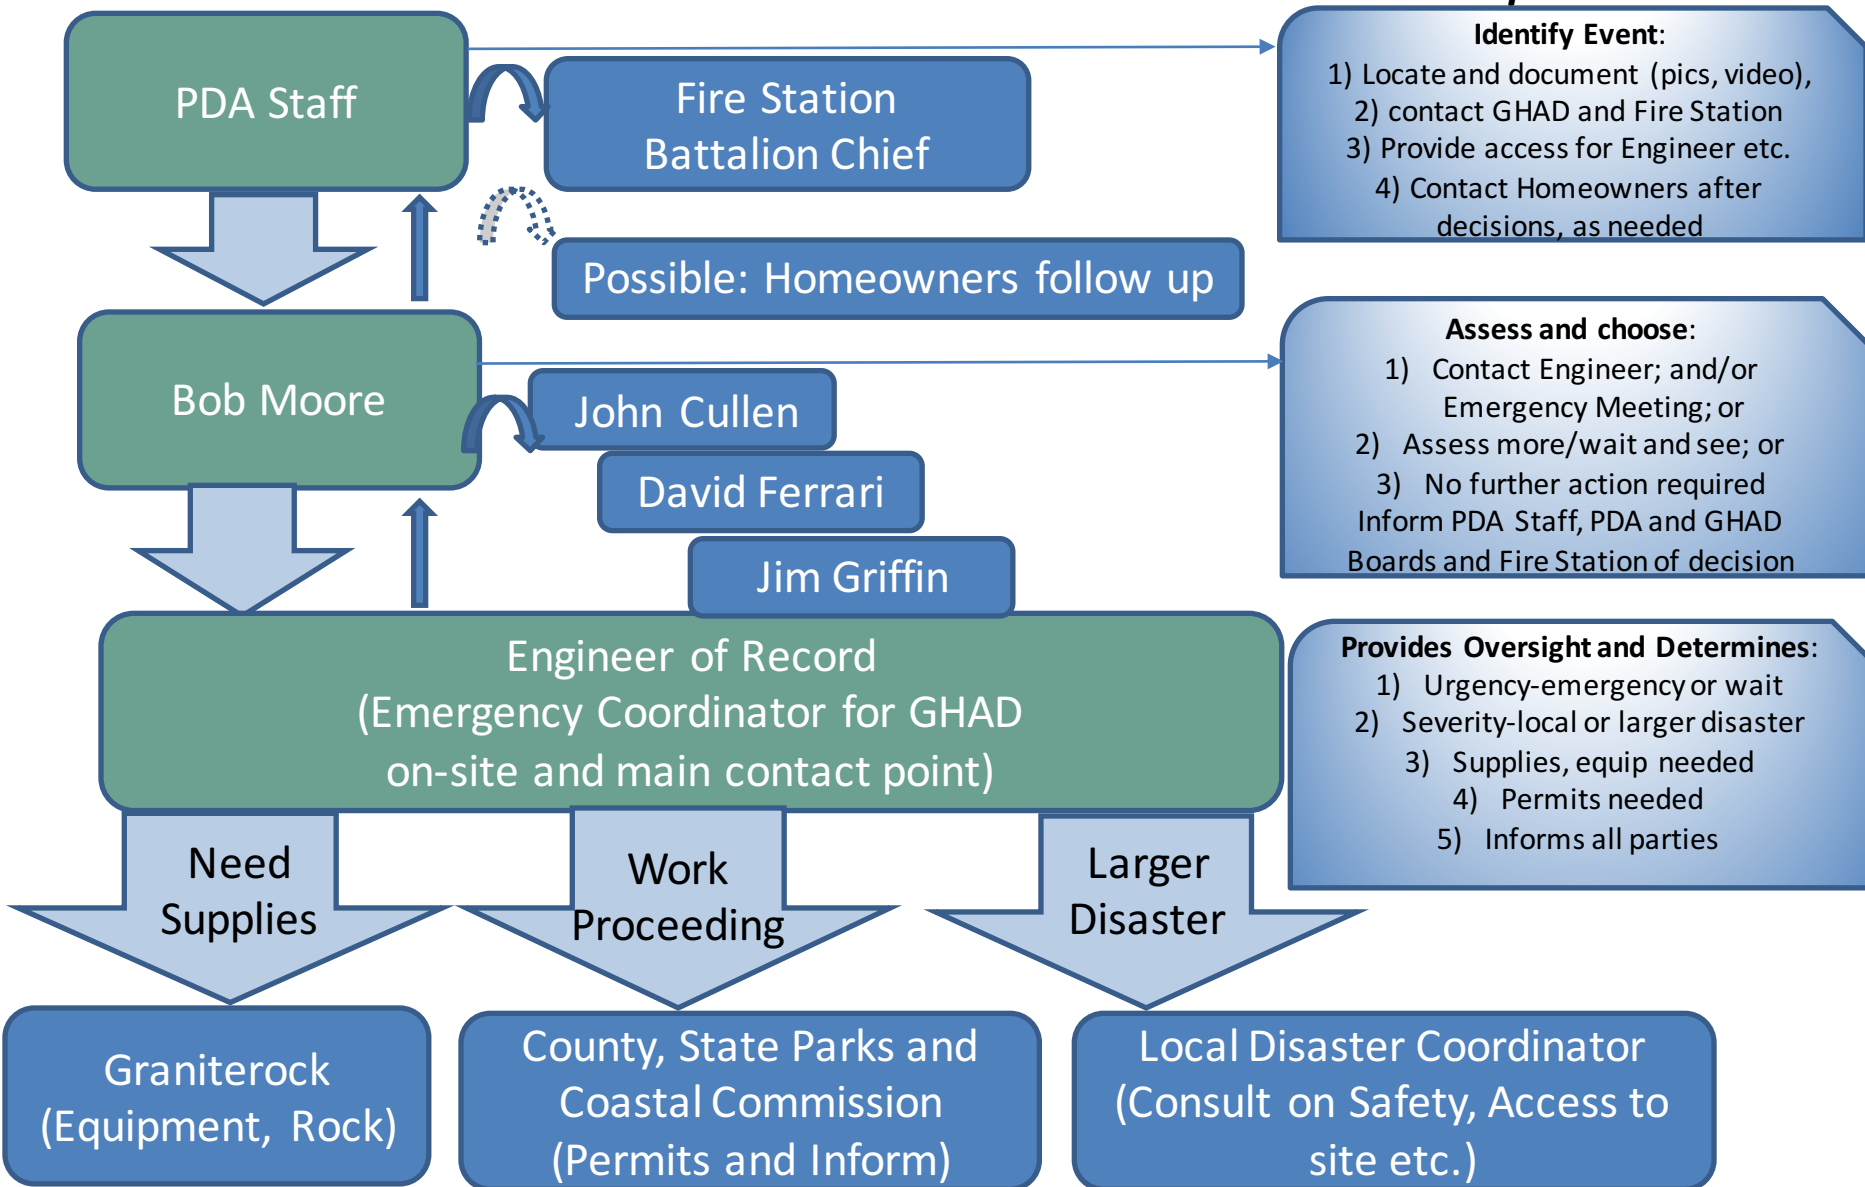 PDA Staff
Fire Station
Battalion Chief
Possible: Homeowners follow up
Identify Event:
1) Locate and document (pics, video),
2) contact GHAD and Fire Station
3) Provide access for Engineer etc.
4) Contact Homeowners after
decisions, as needed
Bob Moore
John Cullen
David Ferrari
Jim Griffin
Assess and choose:
1) Contact Engineer; and/or
Emergency Meeting; or
2) Assess more/wait and see; or
3) No further action required
Inform PDA Staff, PDA and GHAD
Boards and Fire Station of decision
Engineer of Record
(Emergency Coordinator for GHAD
on-site and main contact point)
Provides Oversight and Determines:
1) Urgency-emergency or wait
2) Severity-local or larger disaster
3) Supplies, equip needed
4) Permits needed
5) Informs all parties
Need
Supplies
Work
Proceeding
Larger
Disaster
Graniterock
(Equipment, Rock)
County, State Parks and
Coastal Commission
(Permits and Inform)
Local Disaster Coordinator
(Consult on Safety, Access to
site etc.)